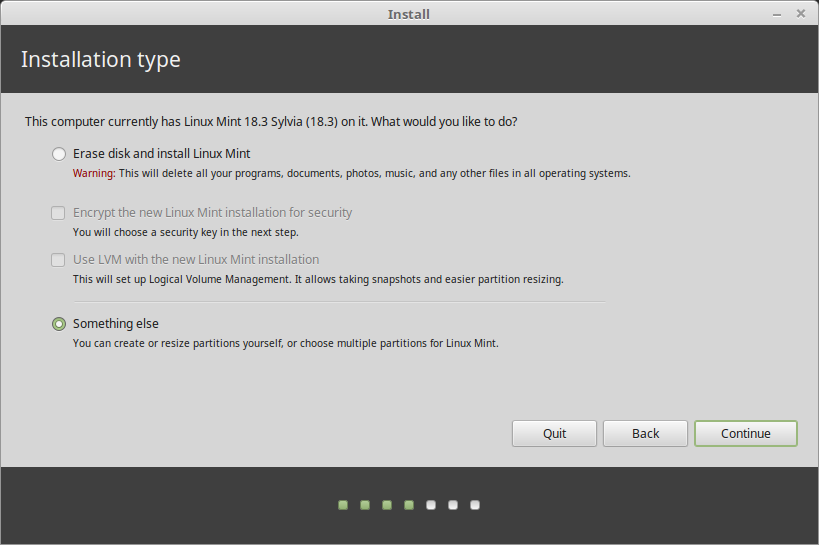 Install
Installation type
This computer currently has Linux Mint 18.3 Sylvia (18.3) on it. What would you like to do?
Erase disk and install Linux Mint
Warning: This will delete all your programs, documents, photos, music, and any other files in all operating systems.
Encrypt the new Linux Mint installation for security
You will choose a security key in the next step.
Use LVM with the new Linux Mint installation
This will set up Logical Volume Management. It allows taking snapshots and easier partition resizing.
Something else
You can create or resize partitions yourself, or choose multiple partitions for Linux Mint.
Quit
Back
Continue